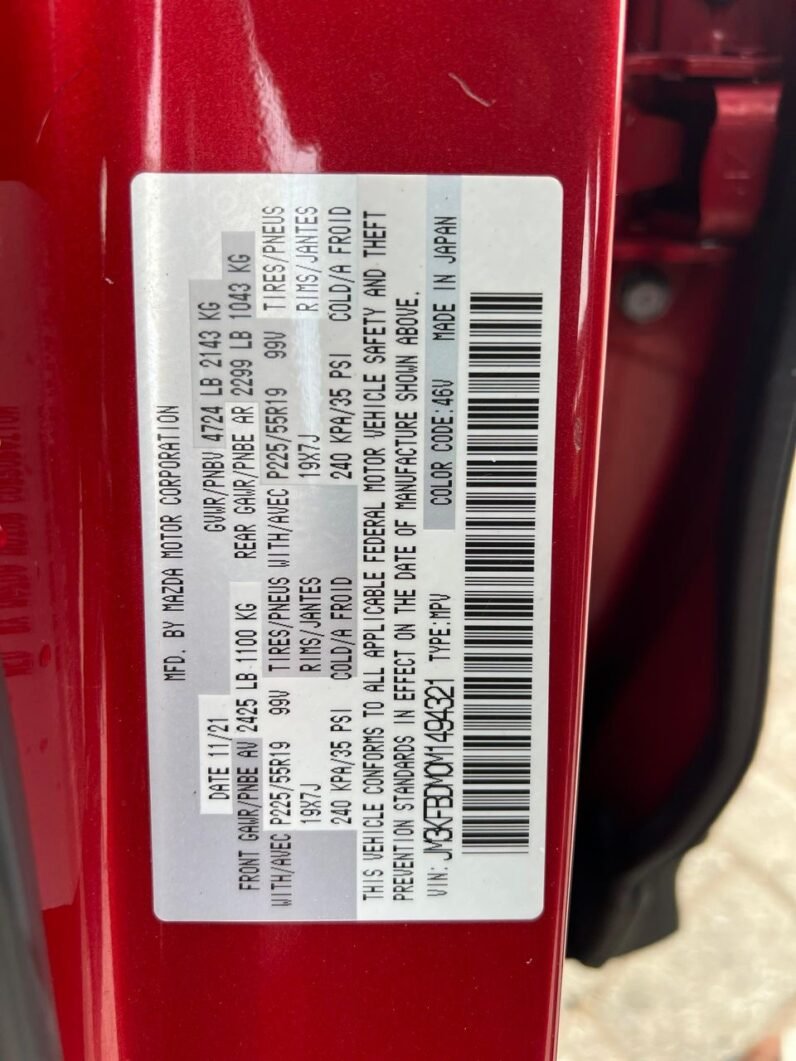 MFD. BY MAZDA MOTOR CORPORATION
DATE 11/21 GVWR/PNBV 4724 LB 2143 KG
FRONT GAWR/PNBE AV 2425 LB 1100 KG REAR GAWR/PNBE AR 2299 LB 1043 KG
WITH/AVEC P225/55R19 99V TIRES/PNEUS WITH/AVEC P225/55R19 99V TIRES/PNEUS
19X7J RIMS/JANTES 19X7J RIMS/JANTES
240 KPA/35 PSI COLD/A FROID 240 KPA/35 PSI COLD/A FROID
THIS VEHICLE CONFORMS TO ALL APPLICABLE FEDERAL MOTOR VEHICLE SAFETY AND THEFT
PREVENTION STANDARDS IN EFFECT ON THE DATE OF MANUFACTURE SHOWN ABOVE.
VIN: JM3KFBDM0M1494321 TYPE:MPV COLOR CODE:46V MADE IN JAPAN